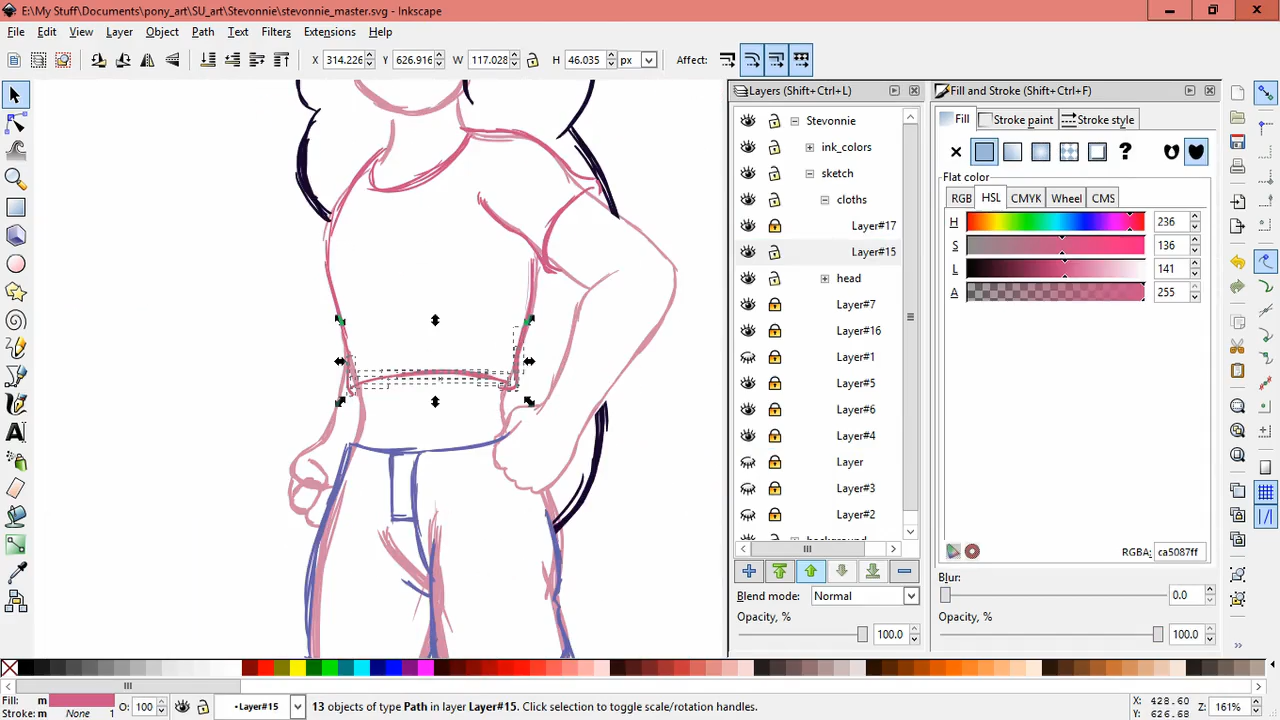 E:\My Stuff\Documents\pony_art\SU_art\Stevonnie\stevonnie_master.svg - Inkscape
File Edit View Layer Object Path Filters Text Extensions Help
X 314.226 Y 626.916 W 117.028 H 46.035 px Affect:
Layers (Shift+Ctrl+L)
Stevonnie
ink_colors
sketch
cloths
Layer#17
Layer#15
head
Layer#7
Layer#16
Layer#1
Layer#5
Layer#6
Layer#4
Layer
Layer#3
Layer#2
Blend mode: Normal
Opacity, %
100.0
Fill and Stroke (Shift+Ctrl+F)
Fill Stroke paint Stroke style
?
Flat color
RGB HSL CMYK Wheel CMS
H 236
S 136
L 141
A 255
RGBA: ca5087ff
Blur:
0.0
Opacity, %
100.0
Fill: m
Stroke: m None 1
O: 100
•Layer#15
13 objects of type Path in layer Layer#15. Click selection to toggle scale/rotation handles.
X: 428.60
Y: 626.68
Z: 161%